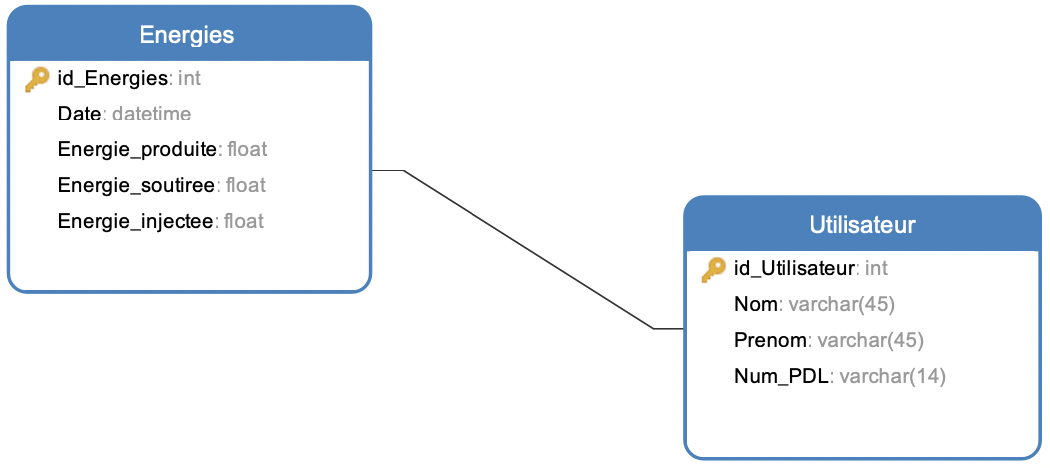 Energies
id_Energies: int
Date: datetime
Energie_produite: float
Energie_soutiree: float
Energie_injectee: float
Utilisateur
id_Utilisateur: int
Nom: varchar(45)
Prenom: varchar(45)
Num_PDL: varchar(14)